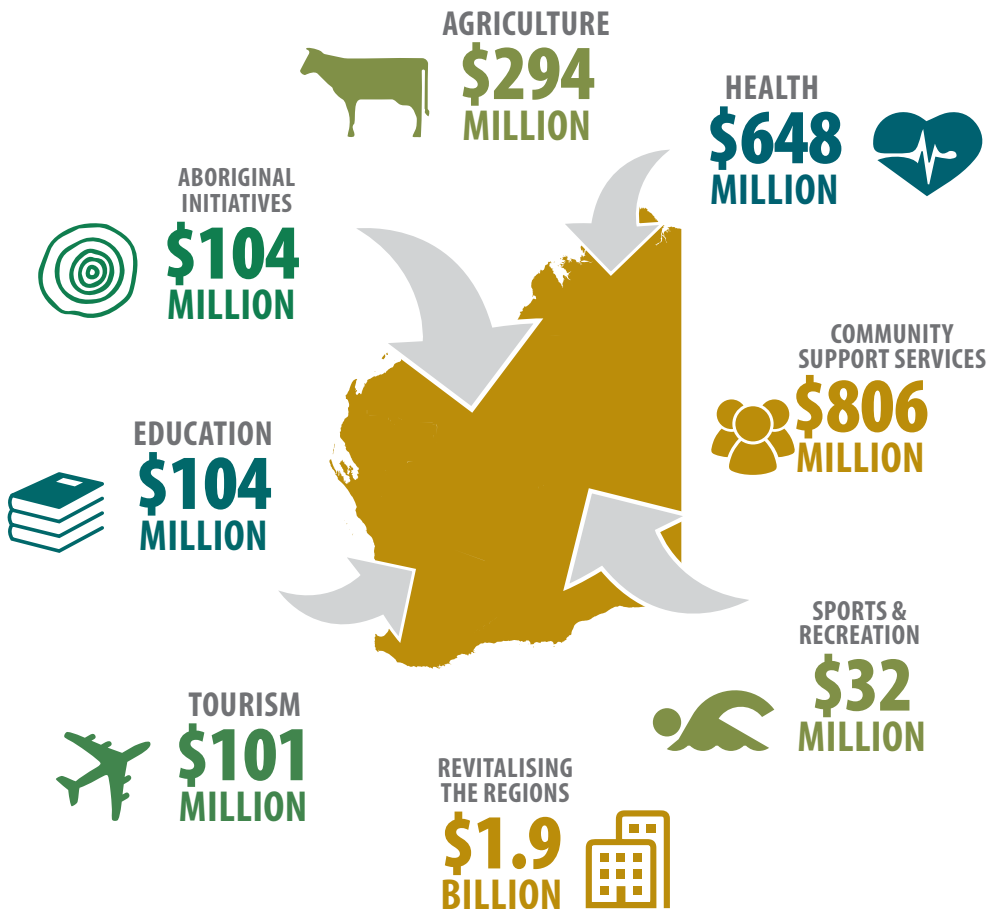 AGRICULTURE
$294
MILLION
HEALTH
$648
MILLION
ABORIGINAL
INITIATIVES
$104
MILLION
COMMUNITY
SUPPORT SERVICES
$806
MILLION
EDUCATION
$104
MILLION
SPORTS &
RECREATION
$32
MILLION
TOURISM
$101
MILLION
REVITALISING
THE REGIONS
$1.9
BILLION